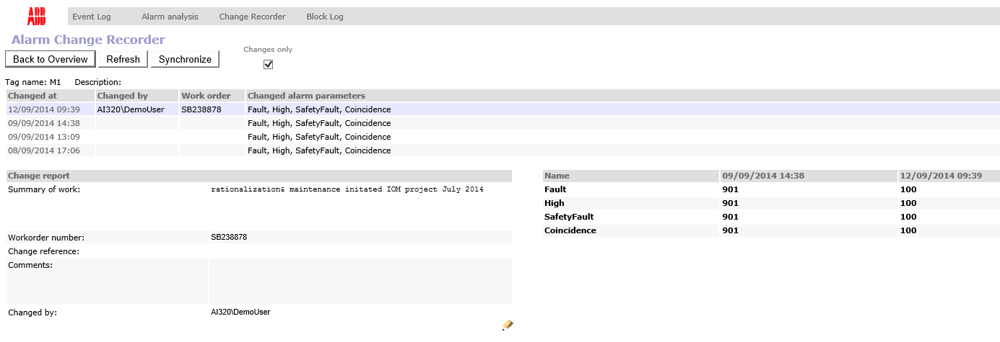 ABB Event Log Alarm analysis Change Recorder Block Log
Alarm Change Recorder
Back to Overview Refresh Synchronize Changes only
Tag name: M1 Description:
Changed at Changed by Work order Changed alarm parameters
12/09/2014 09:39 AI320\DemoUser SB238878 Fault, High, SafetyFault, Coincidence
09/09/2014 14:38 Fault, High, SafetyFault, Coincidence
09/09/2014 13:09 Fault, High, SafetyFault, Coincidence
08/09/2014 17:06 Fault, High, SafetyFault, Coincidence
Change report
Summary of work: rationalization& maintenance initated IOM project July 2014
Workorder number: SB238878
Change reference:
Comments:
Changed by: AI320\DemoUser
Name 09/09/2014 14:38 12/09/2014 09:39
Fault 901 100
High 901 100
SafetyFault 901 100
Coincidence 901 100